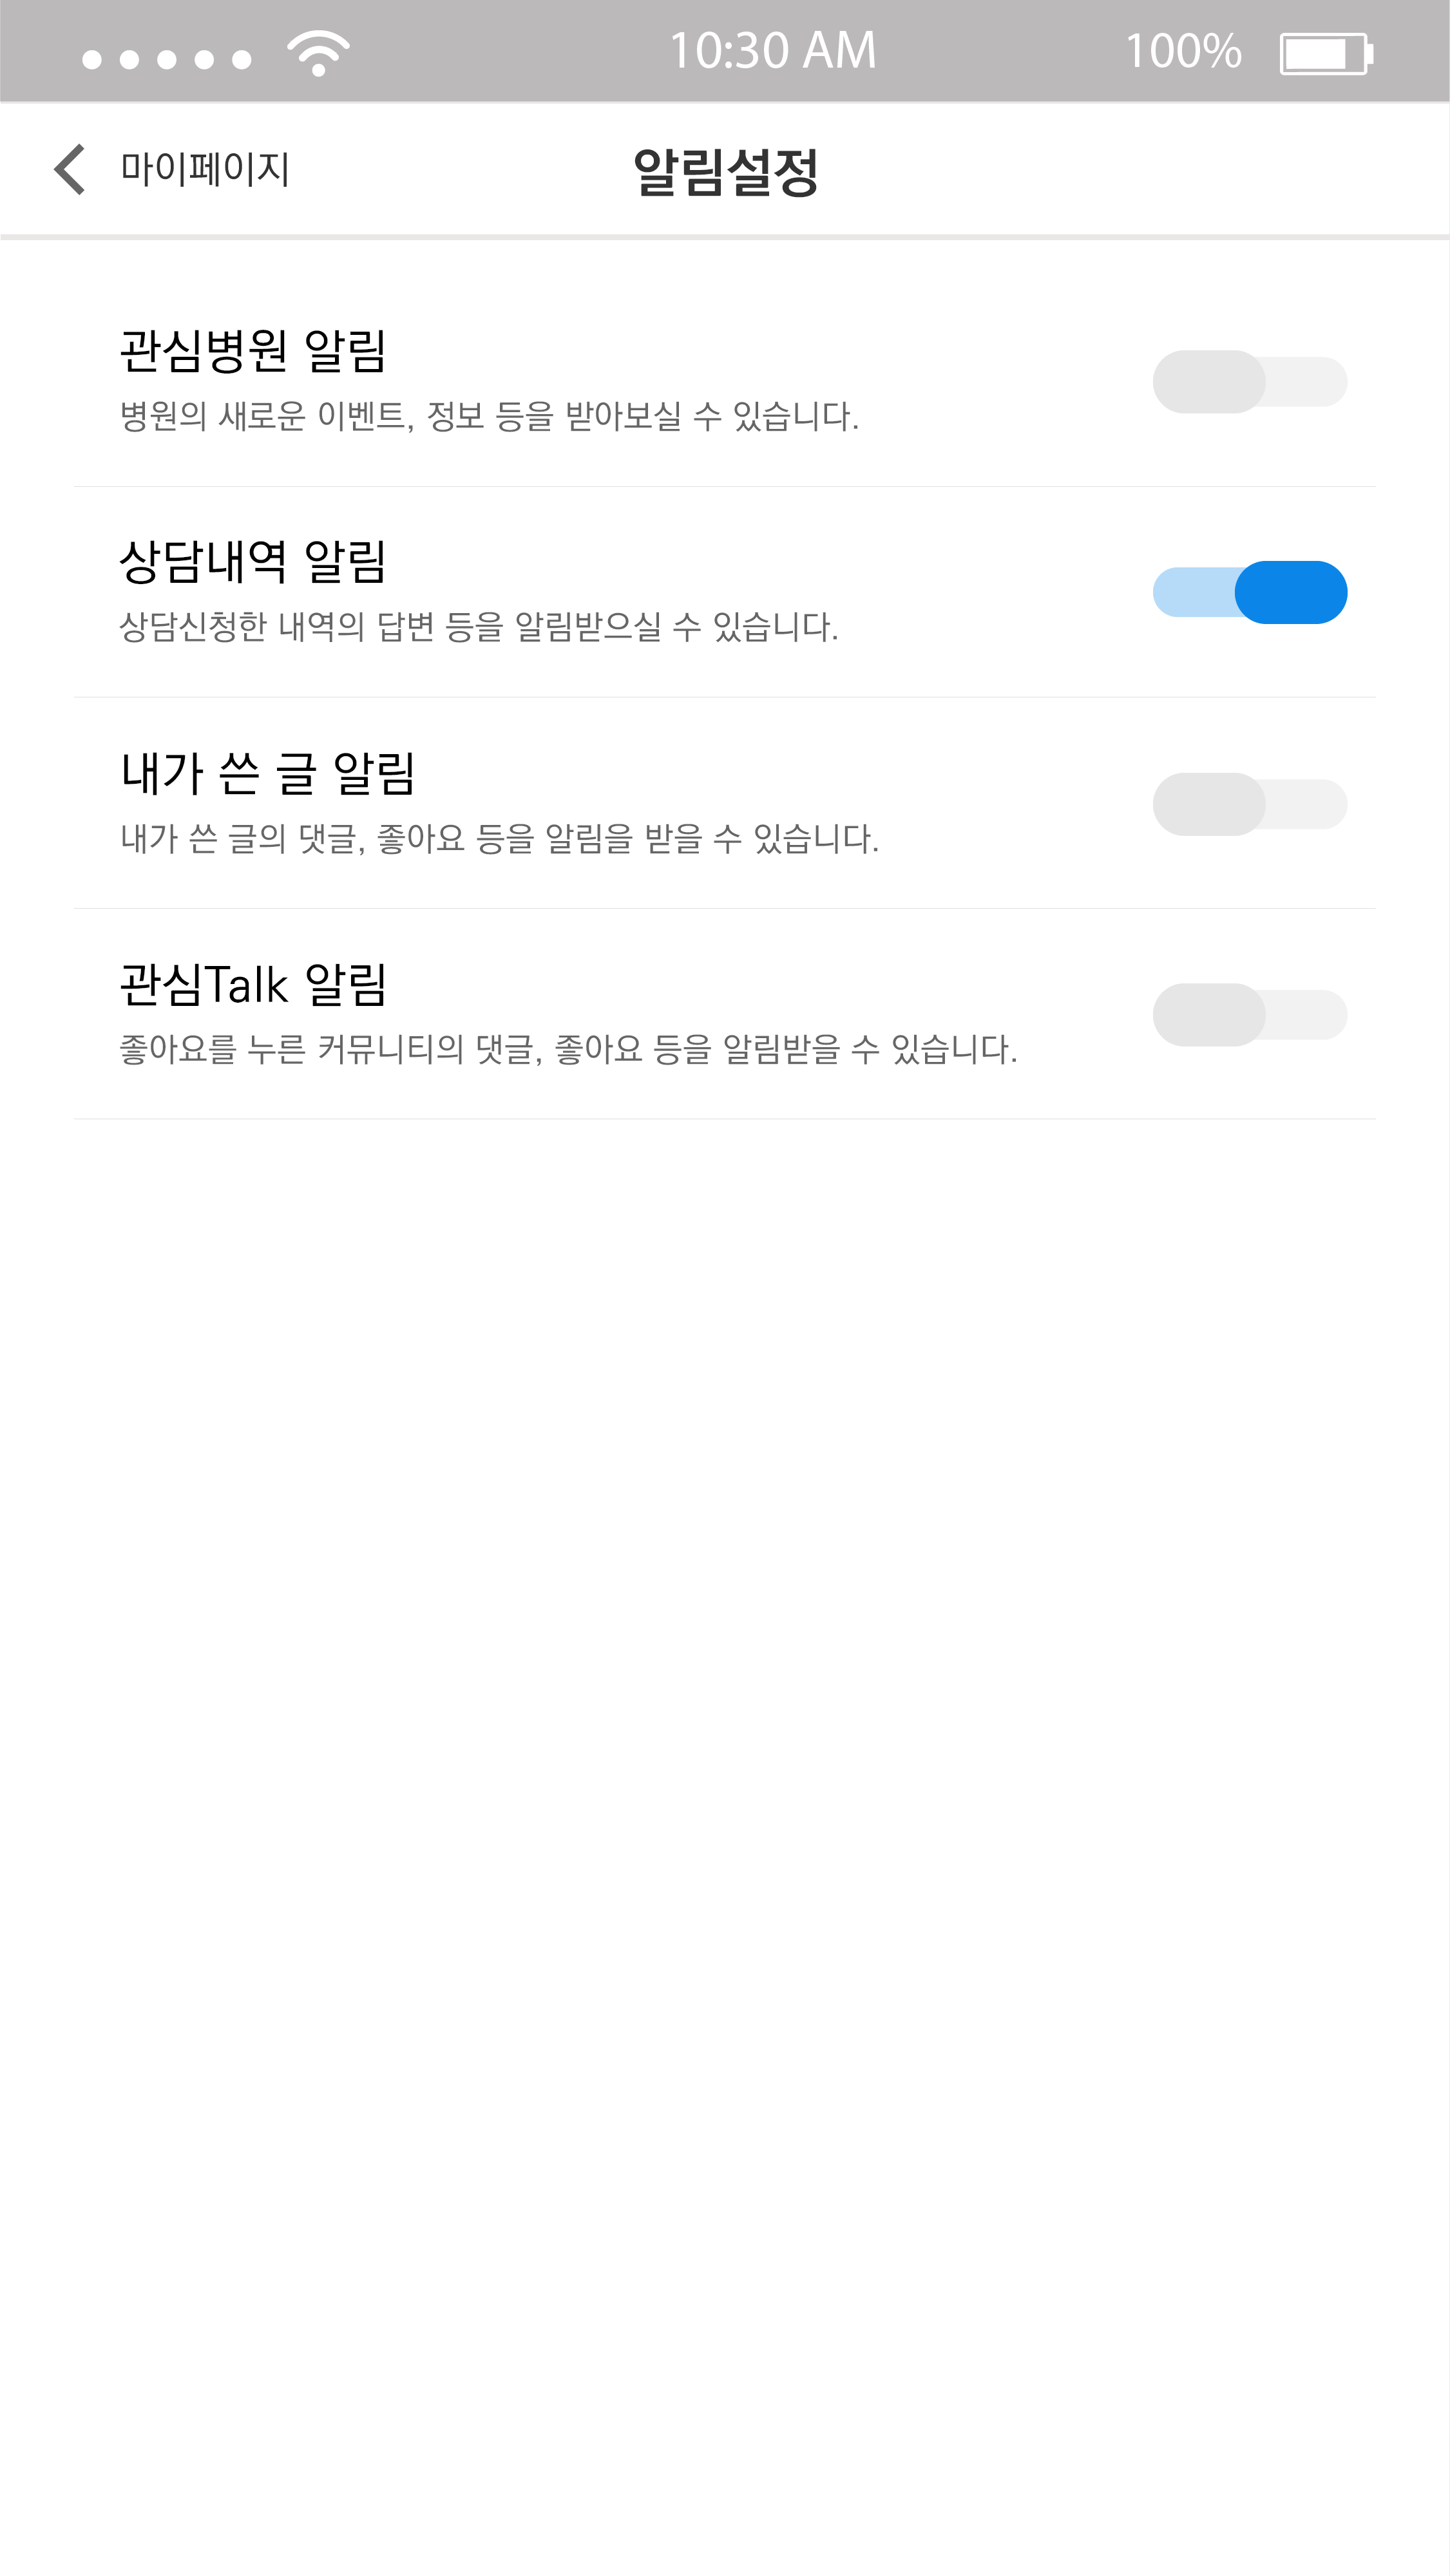 10:30 AM 100%
마이페이지 알림설정
관심병원 알림
병원의 새로운 이벤트, 정보 등을 받아보실 수 있습니다.
상담내역 알림
상담신청한 내역의 답변 등을 알림받으실 수 있습니다.
내가 쓴 글 알림
내가 쓴 글의 댓글, 좋아요 등을 알림을 받을 수 있습니다.
관심Talk 알림
좋아요를 누른 커뮤니티의 댓글, 좋아요 등을 알림받을 수 있습니다.